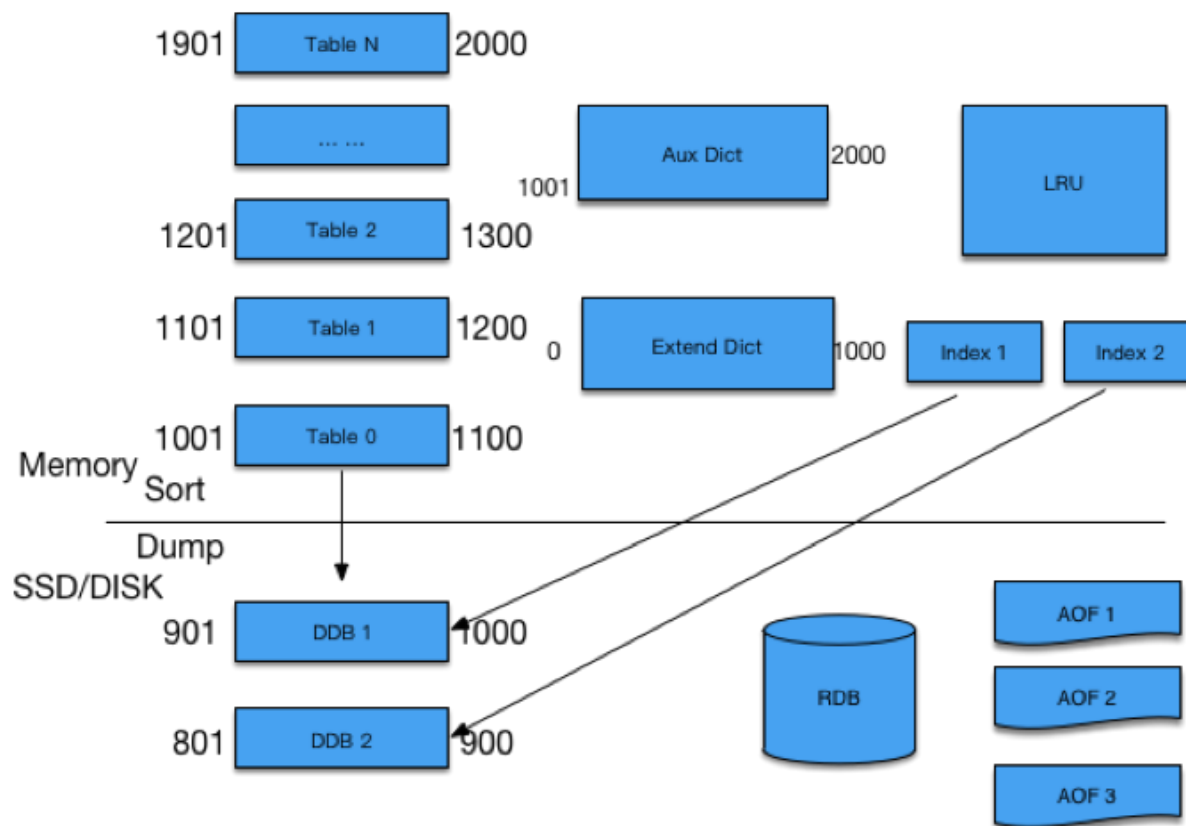 1901 Table N 2000
... ...
Aux Dict 2000
1001
LRU
1201 Table 2 1300
1101 Table 1 1200
0 Extend Dict 1000
Index 1 Index 2
1001 Table 0 1100
Memory
Sort
Dump
SSD/DISK
901 DDB 1 1000
AOF 1
RDB
AOF 2
801 DDB 2 900
AOF 3